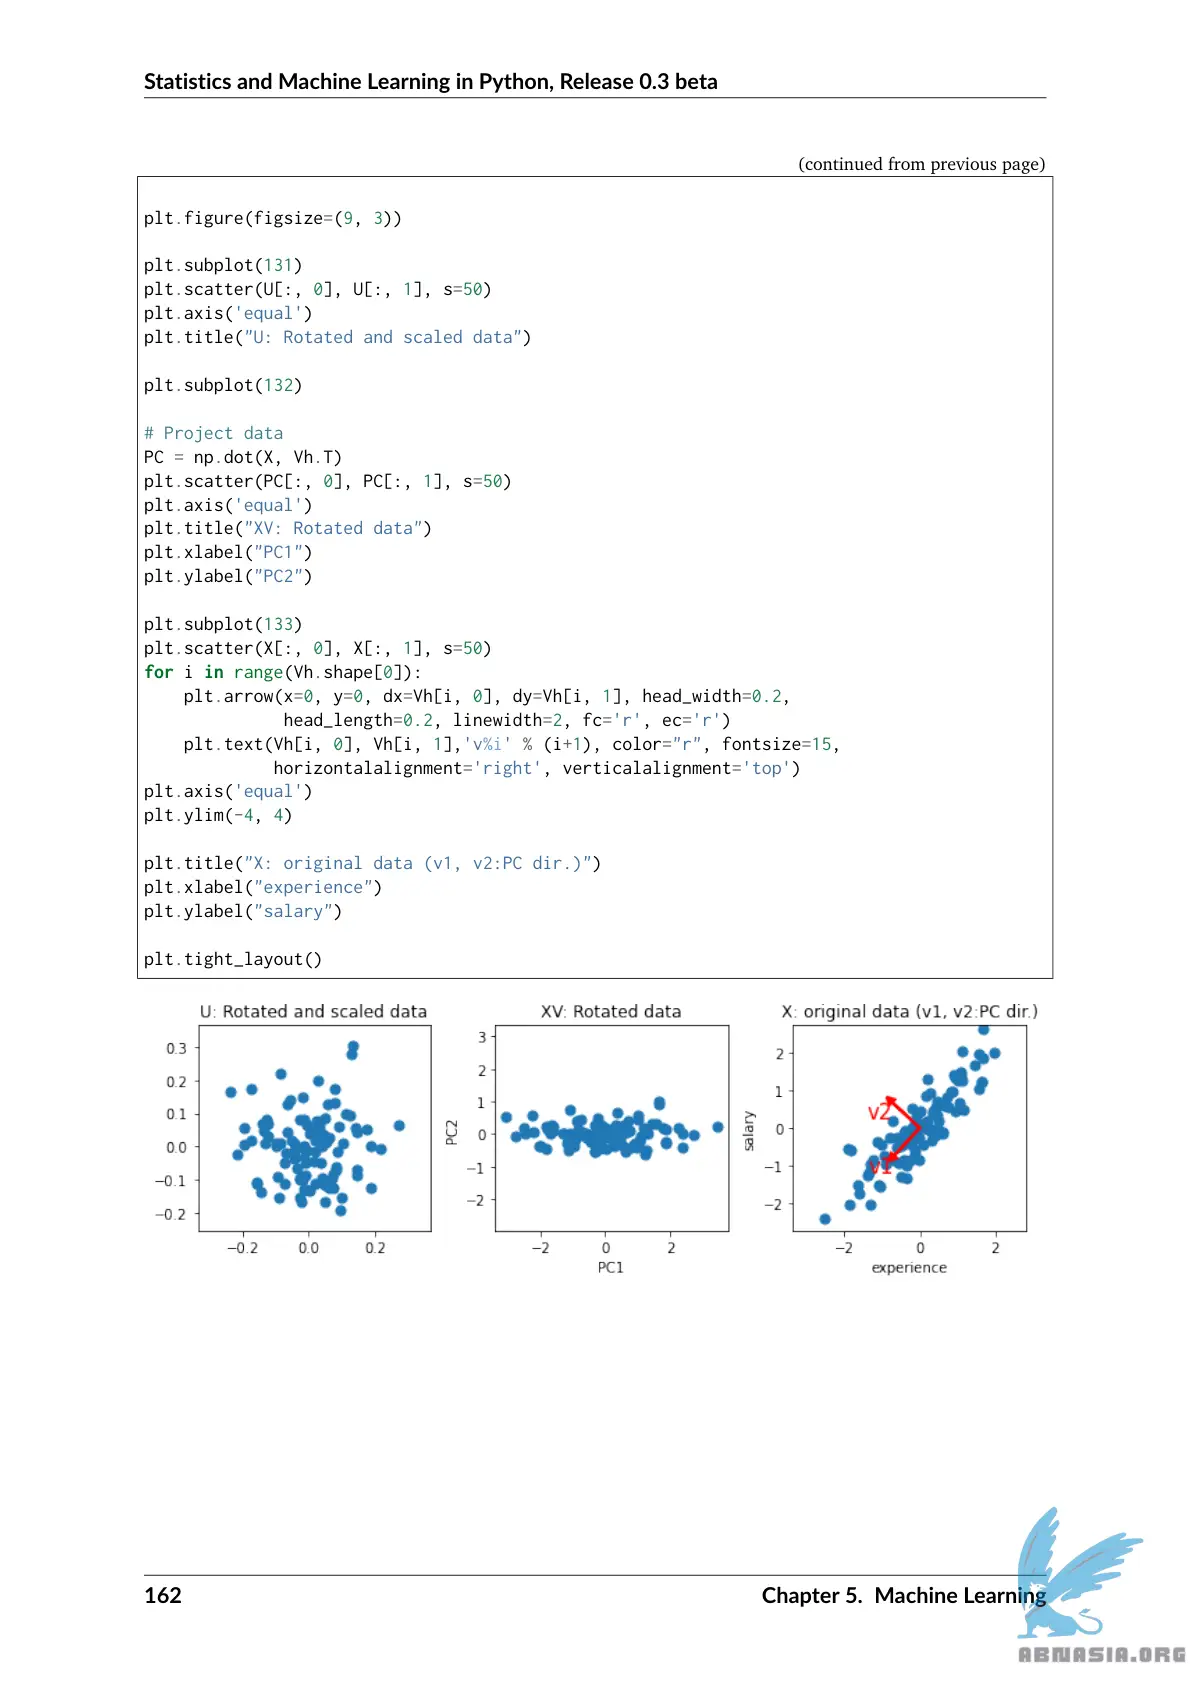 Statistics and Machine Learning in Python, Release 0.3 beta
(continued from previous page)
plt.figure(figsize=(9, 3))
plt.subplot(131)
plt.scatter(U[:, 0], U[:, 1], s=50)
plt.axis('equal')
plt.title("U: Rotated and scaled data")
plt.subplot(132)
# Project data
PC = np.dot(X, Vh.T)
plt.scatter(PC[:, 0], PC[:, 1], s=50)
plt.axis('equal')
plt.title("XV: Rotated data")
plt.xlabel("PC1")
plt.ylabel("PC2")
plt.subplot(133)
plt.scatter(X[:, 0], X[:, 1], s=50)
for i in range(Vh.shape[0]):
    plt.arrow(x=0, y=0, dx=Vh[i, 0], dy=Vh[i, 1], head_width=0.2,
              head_length=0.2, linewidth=2, fc='r', ec='r')
    plt.text(Vh[i, 0], Vh[i, 1],'v%i' % (i+1), color="r", fontsize=15,
             horizontalalignment='right', verticalalignment='top')
plt.axis('equal')
plt.ylim(-4, 4)
plt.title("X: original data (v1, v2:PC dir.)")
plt.xlabel("experience")
plt.ylabel("salary")
plt.tight_layout()
U: Rotated and scaled data
0.3
0.2
0.1
0.0
−0.1
−0.2
−0.2 0.0 0.2
XV: Rotated data
PC2
3
2
1
0
−1
−2
−2 0 2
PC1
X: original data (v1, v2:PC dir.)
salary
2
1
0
−1
−2
v2
v1
−2 0 2
experience
162
Chapter 5. Machine Learning
ABNASIA.ORG